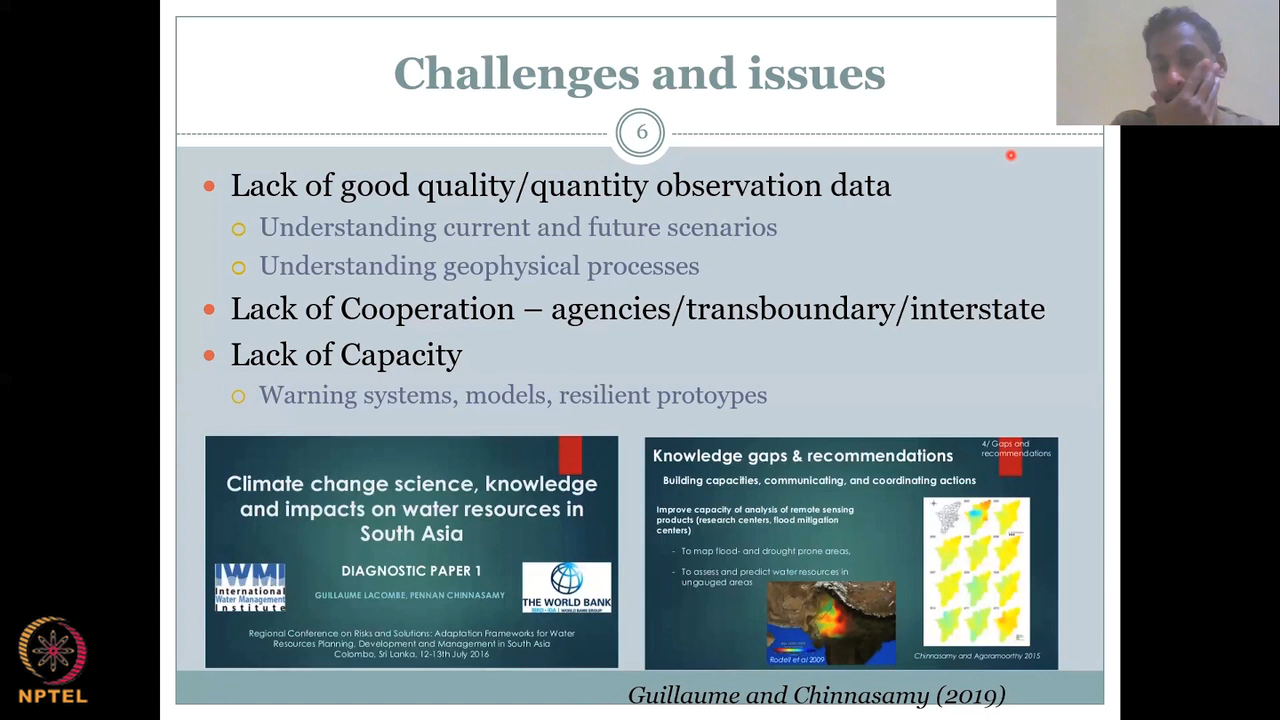 Challenges and issues
6
Lack of good quality/quantity observation data
Understanding current and future scenarios
Understanding geophysical processes
Lack of Cooperation – agencies/transboundary/interstate
Lack of Capacity
Warning systems, models, resilient protoypes
Climate change science, knowledge
and impacts on water resources in
South Asia
IWMI
International
Water Management
Institute
DIAGNOSTIC PAPER 1
GUILLAUME LACOMBE, PENNAN CHINNASAMY
THE WORLD BANK
Regional Conference on Risks and Solutions: Adaptation Frameworks for Water
Resources Planning, Development and Management in South Asia
Colombo, Sri Lanka, 12-13th July 2016
4/ Gaps and
recommendations
Knowledge gaps & recommendations
Building capacities, communicating, and coordinating actions
Improve capacity of analysis of remote sensing
products (research centers, flood mitigation
centers)
- To map flood- and drought prone areas,
- To assess and predict water resources in
ungauged areas
Rodell et al 2009
Chinnasamy and Agoramoorthy 2015
Guillaume and Chinnasamy (2019)
NPTEL